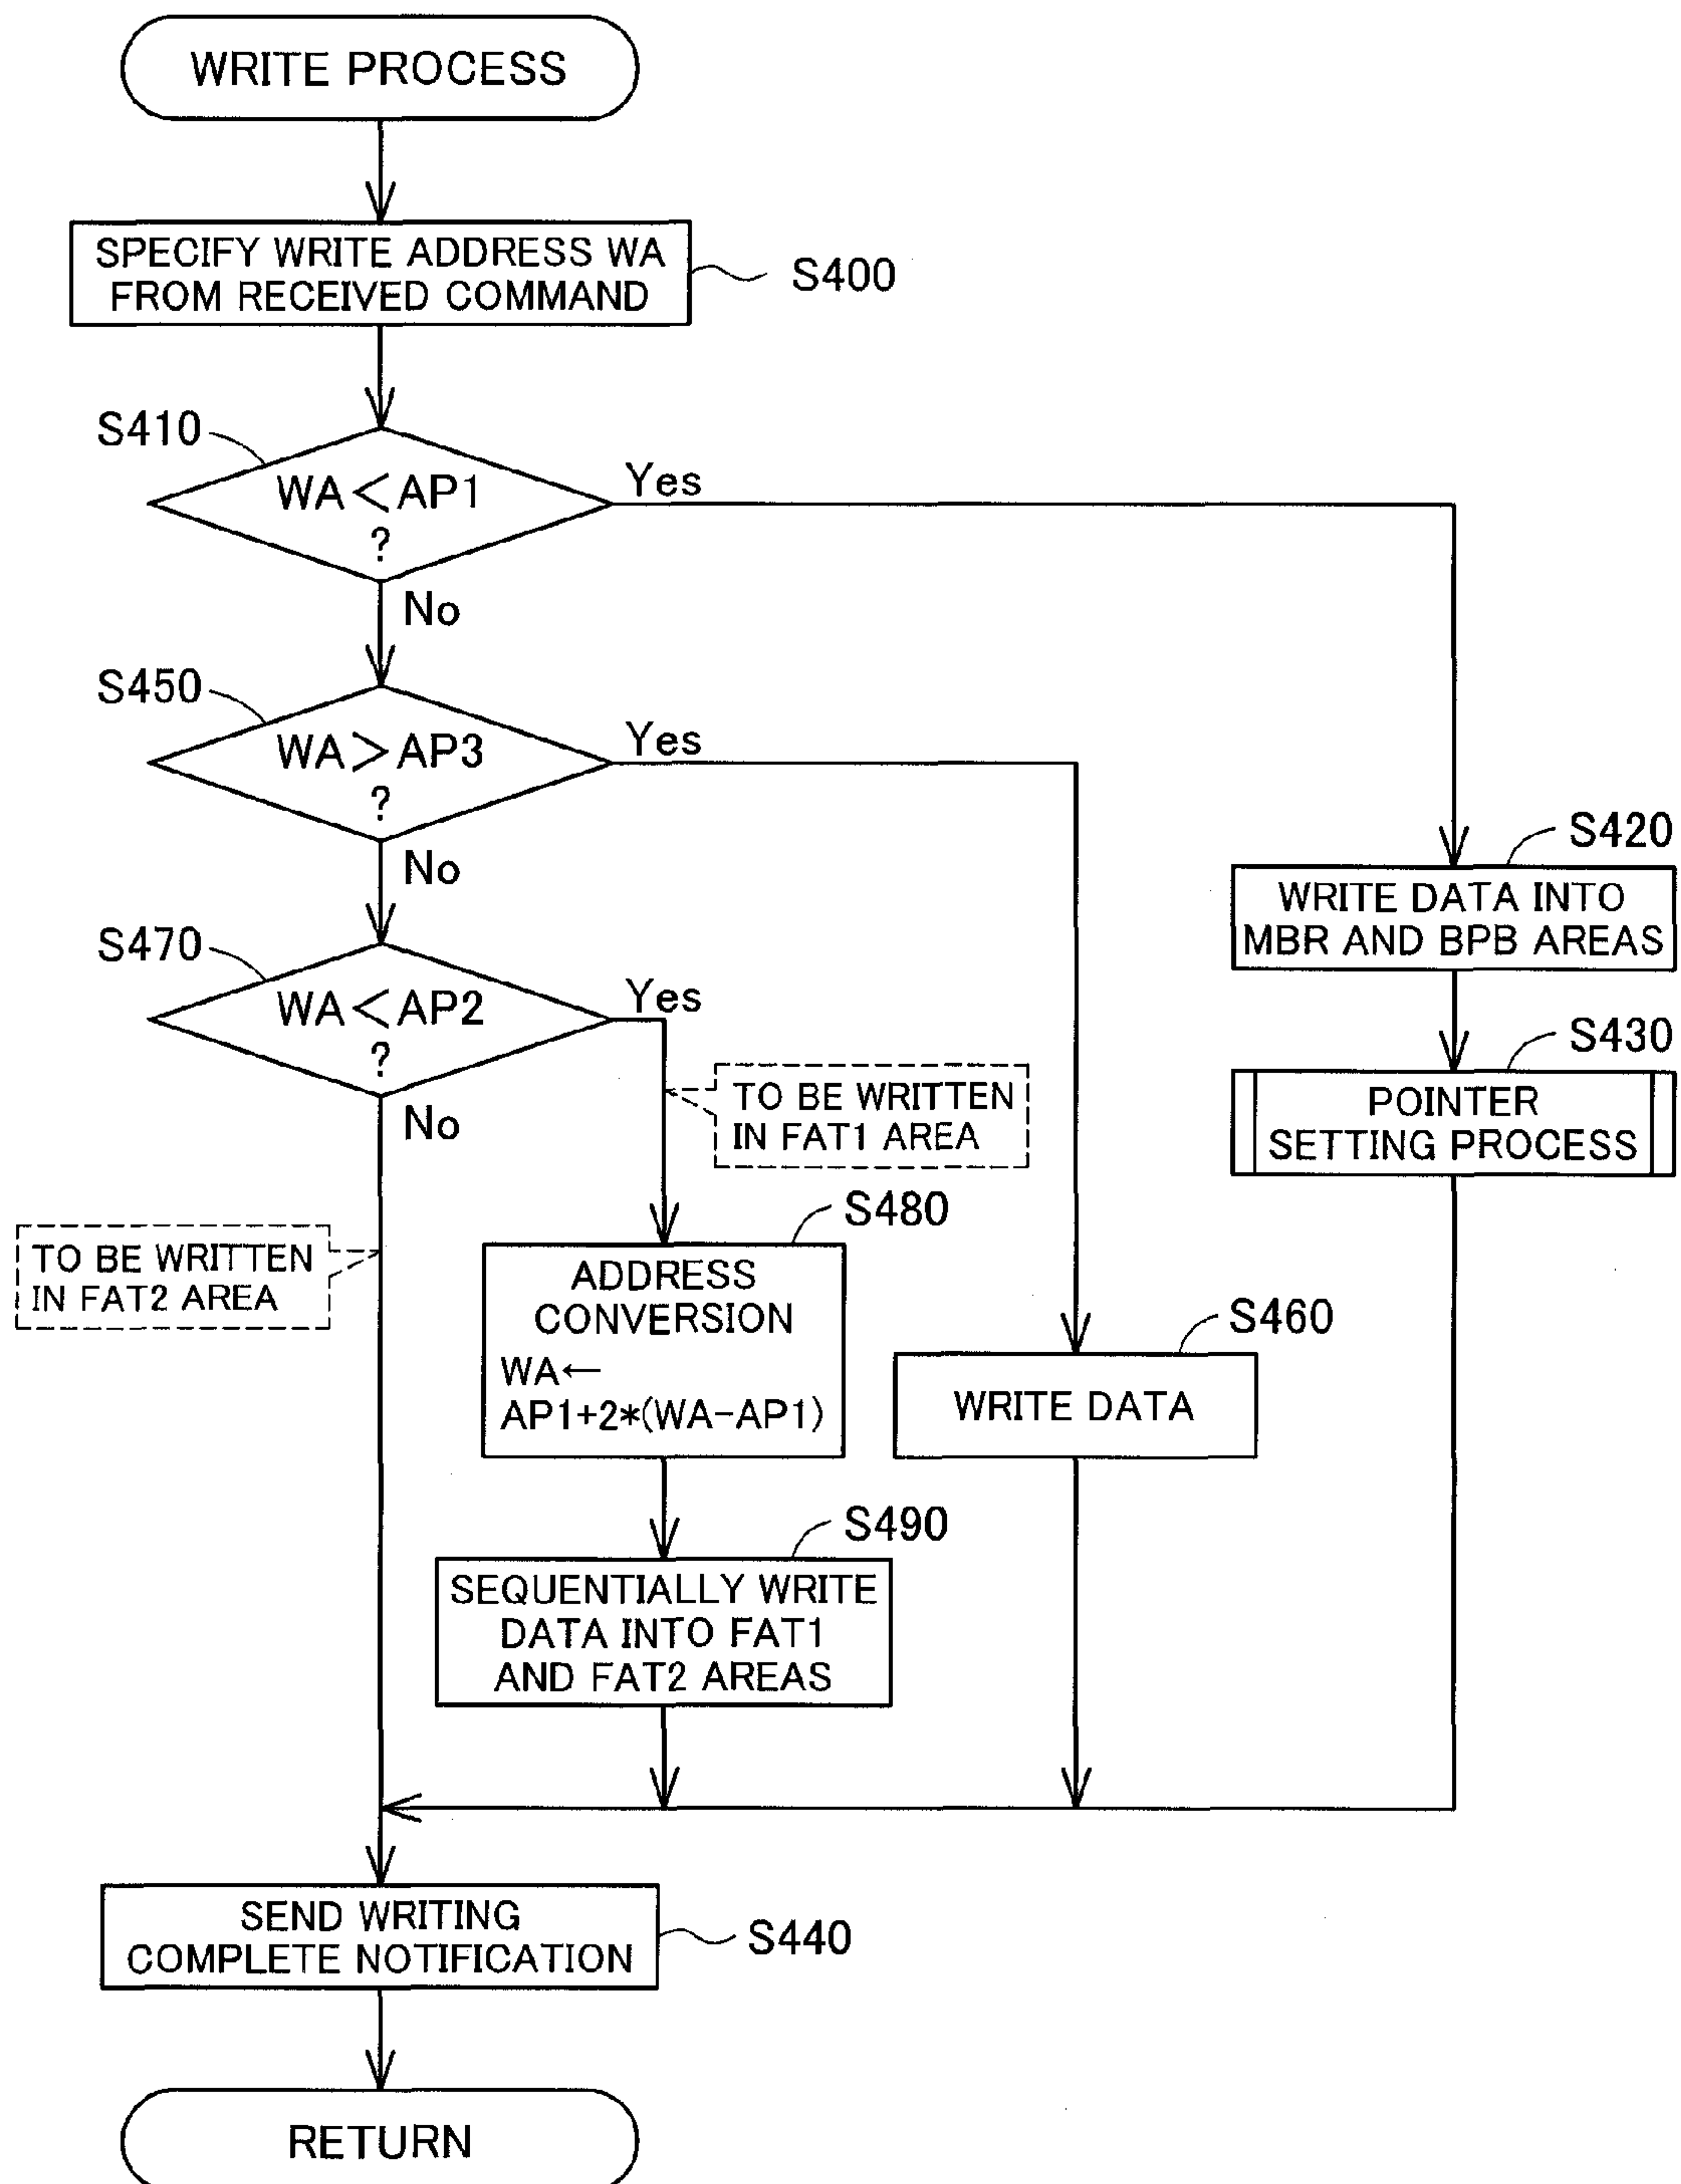 WRITE PROCESS
SPECIFY WRITE ADDRESS WA
FROM RECEIVED COMMAND
S400
S410
WA<AP1
?
Yes
No
S450
WA>AP3
?
Yes
No
S420
WRITE DATA INTO
MBR AND BPB AREAS
S470
WA<AP2
?
Yes
No
S430
POINTER
SETTING PROCESS
TO BE WRITTEN
IN FAT1 AREA
TO BE WRITTEN
IN FAT2 AREA
S480
ADDRESS
CONVERSION
WA←
AP1+2*(WA-AP1)
S460
WRITE DATA
S490
SEQUENTIALLY WRITE
DATA INTO FAT1
AND FAT2 AREAS
SEND WRITING
COMPLETE NOTIFICATION
S440
RETURN